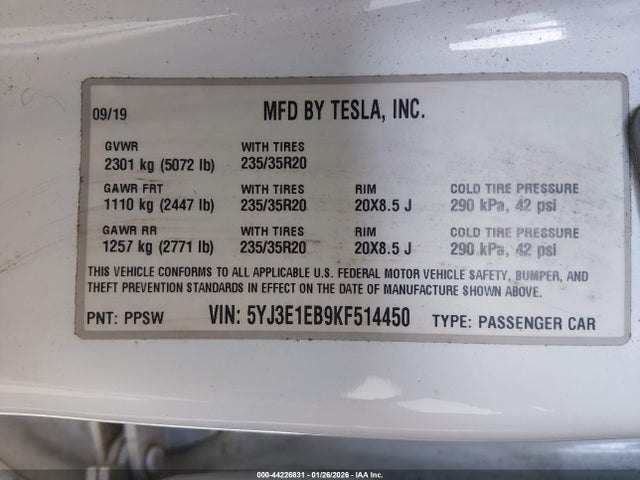 09/19 MFD BY TESLA, INC.
GVWR WITH TIRES
2301 kg (5072 lb) 235/35R20
GAWR FRT WITH TIRES RIM COLD TIRE PRESSURE
1110 kg (2447 lb) 235/35R20 20X8.5 J 290 kPa, 42 psi
GAWR RR WITH TIRES RIM COLD TIRE PRESSURE
1257 kg (2771 lb) 235/35R20 20X8.5 J 290 kPa, 42 psi
THIS VEHICLE CONFORMS TO ALL APPLICABLE U.S. FEDERAL MOTOR VEHICLE SAFETY, BUMPER, AND
THEFT PREVENTION STANDARDS IN EFFECT ON THE DATE OF MANUFACTURE SHOWN ABOVE.
PNT: PPSW VIN: 5YJ3E1EB9KF514450 TYPE: PASSENGER CAR
000-44226831 - 01/26/2026 - IAA Inc.